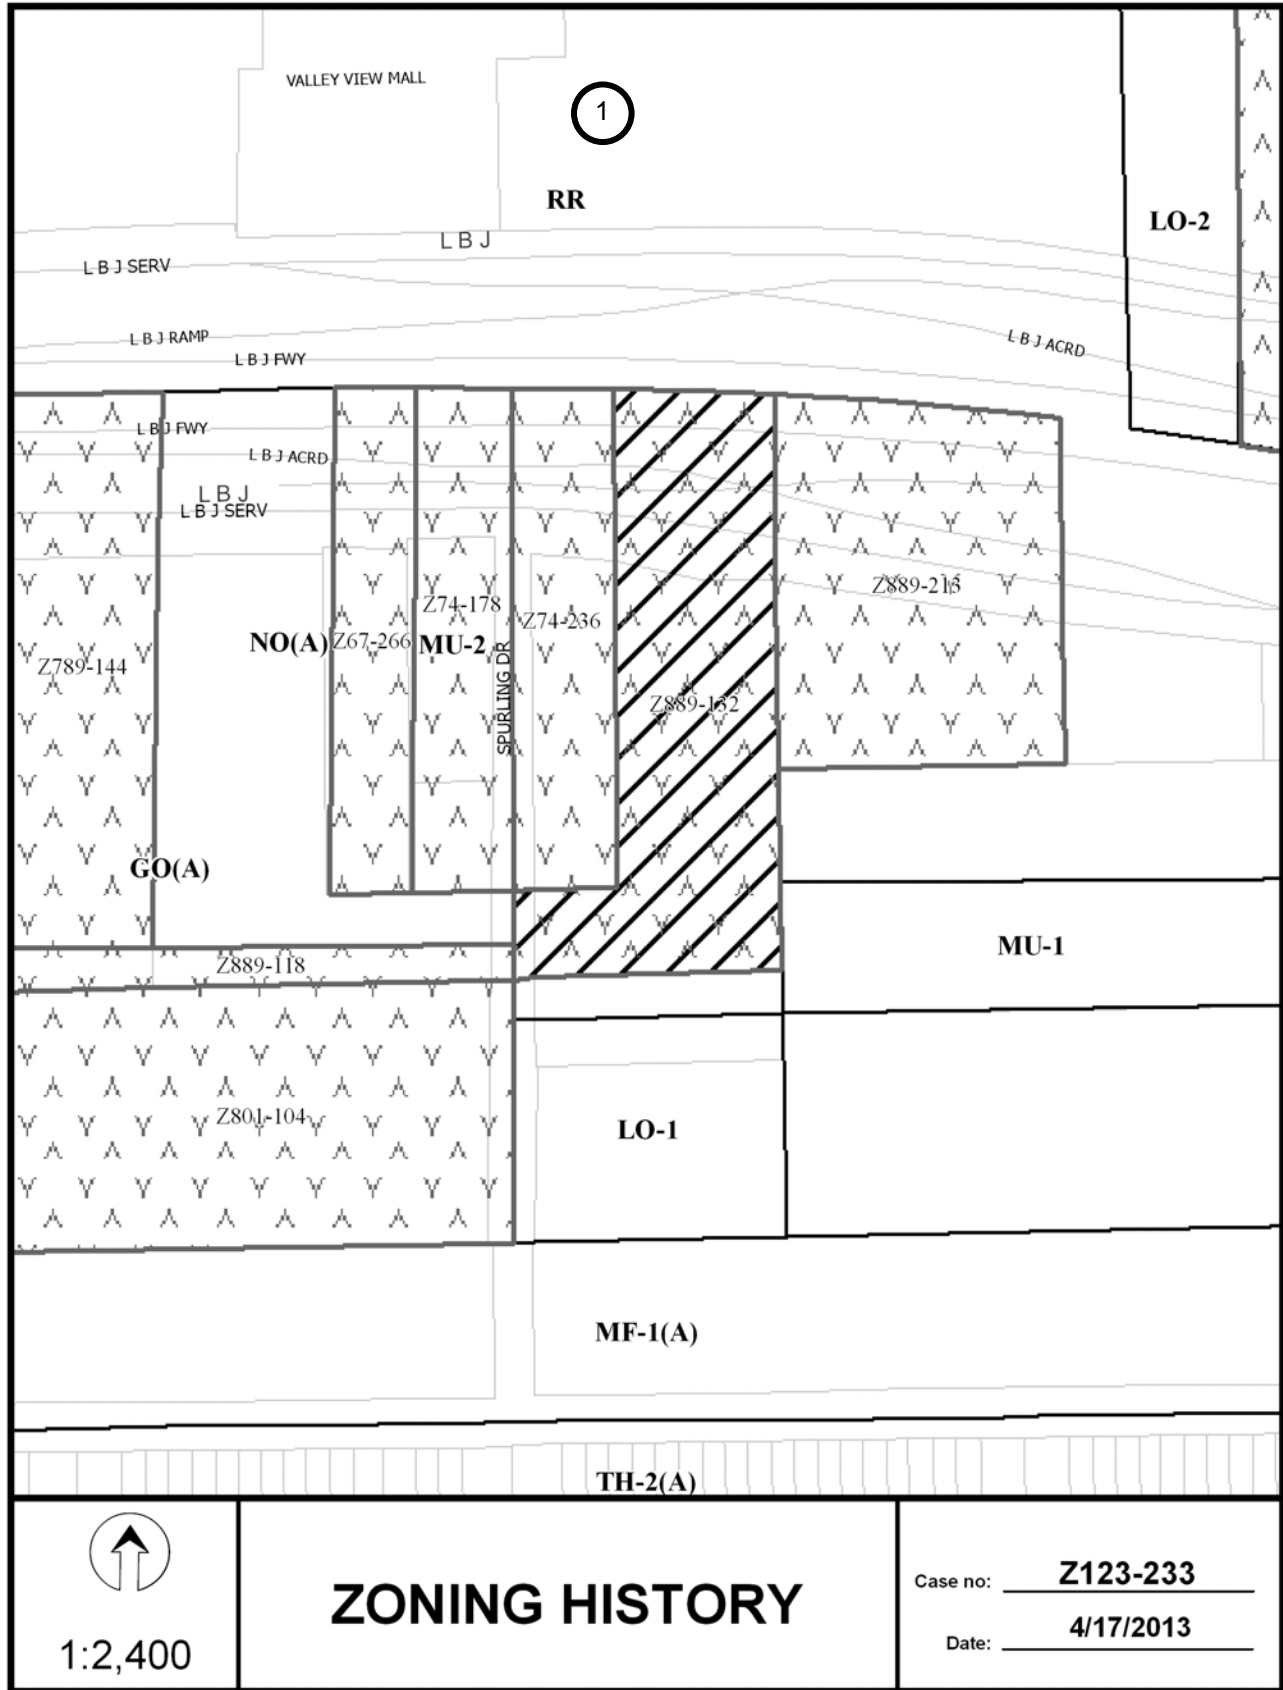 VALLEY VIEW MALL
1
RR
LO-2
L B J
L B J SERV
L B J RAMP
L B J ACRD
L B J FWY
L B J FWY
L B J ACRD
L B J
L B J SERV
Z889-213
Z74-178
Z74-236
NO(A)
Z67-266
MU-2
Z789-144
SPURLING DR
Z889-132
GO(A)
MU-1
Z889-118
Z801-104
LO-1
MF-1(A)
TH-2(A)
1:2,400
ZONING HISTORY
Case no: Z123-233
Date: 4/17/2013